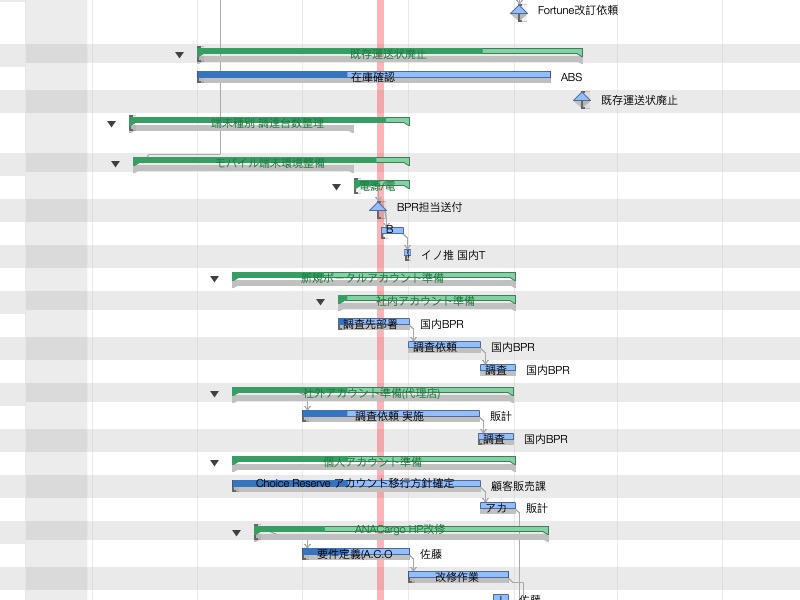 Fortune改訂依頼
既存運送状廃止
在庫確認 ABS
既存運送状廃止
端末種別 調達台数整理
モバイル端末環境整備
電源/電
BPR担当送付
B
イノ推 国内T
新規ポータルアカウント準備
社内アカウント準備
調査先部署 国内BPR
調査依頼 国内BPR
調査 国内BPR
社外アカウント準備(代理店)
調査依頼 実施 販計
調査 国内BPR
個人アカウント準備
Choice Reserve アカウント移行方針確定 顧客販売課
アカ 販計
ANACargo HP改修
要件定義(A.C.O 佐藤
改修作業
佐藤